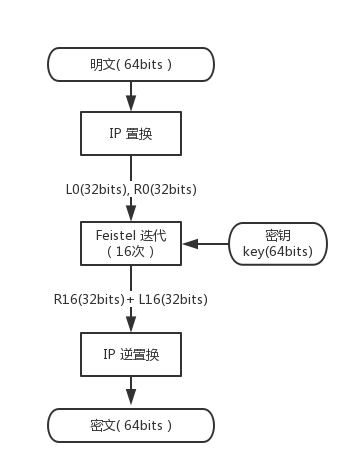 明文( 64bits )
IP 置换
L0(32bits), R0(32bits)
Feistel 迭代
( 16次 )
密钥
key(64bits)
R16(32bits)+ L16(32bits)
IP 逆置换
密文( 64bits )